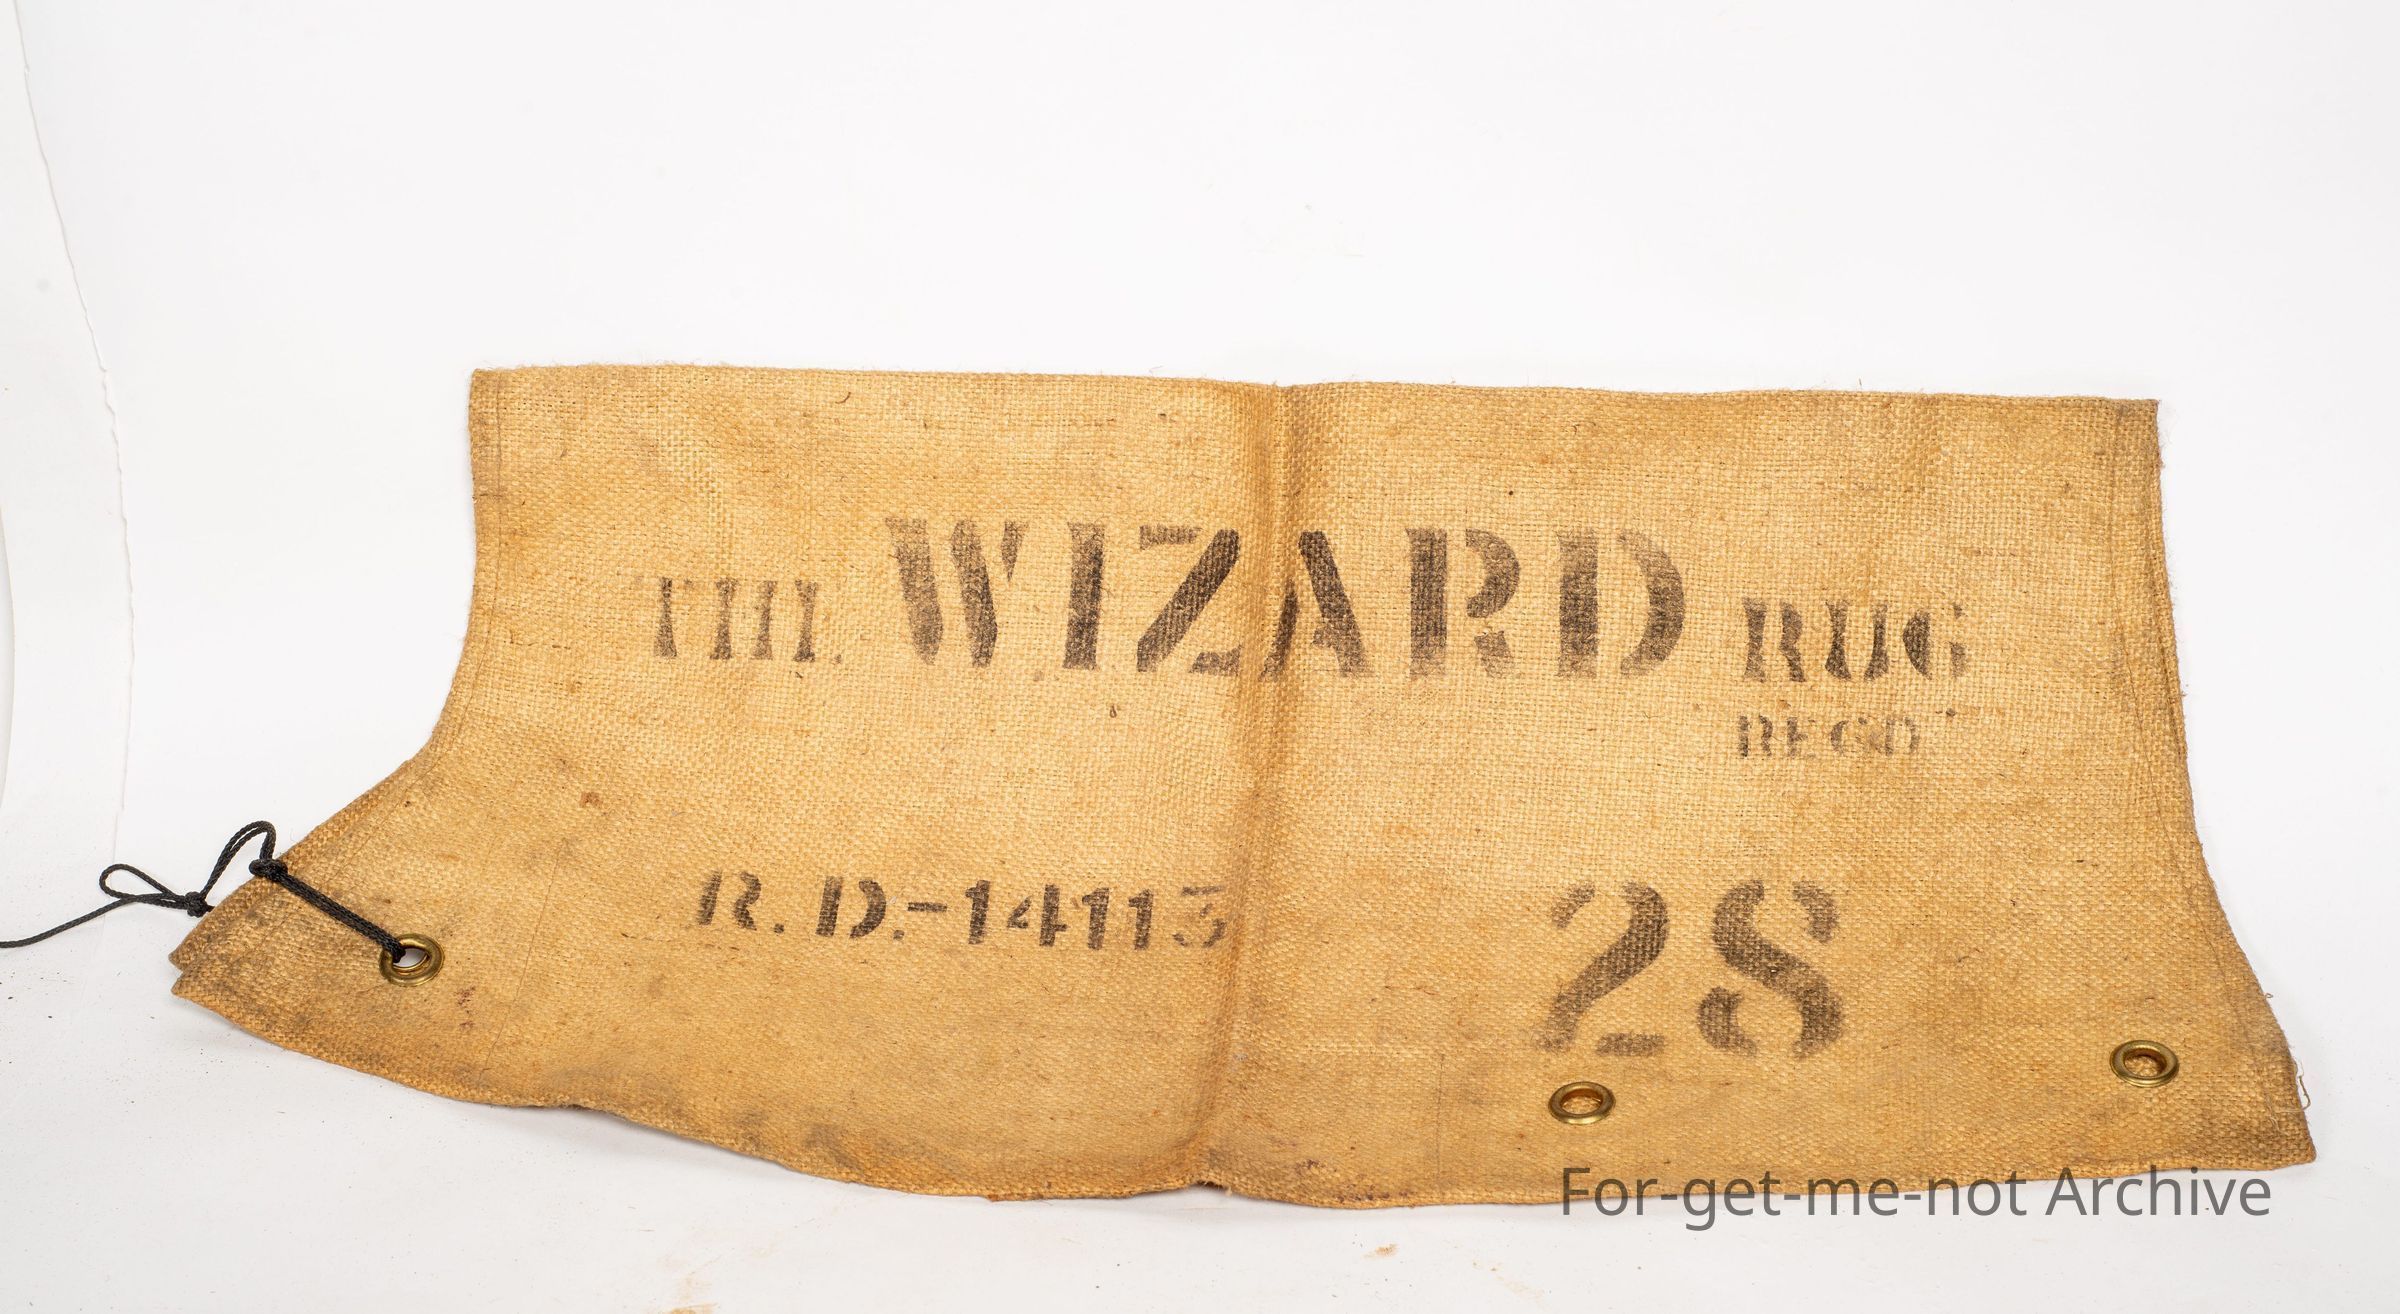 THE WIZARD RUG
REGD
R.D.-14113
28
For-get-me-not Archive